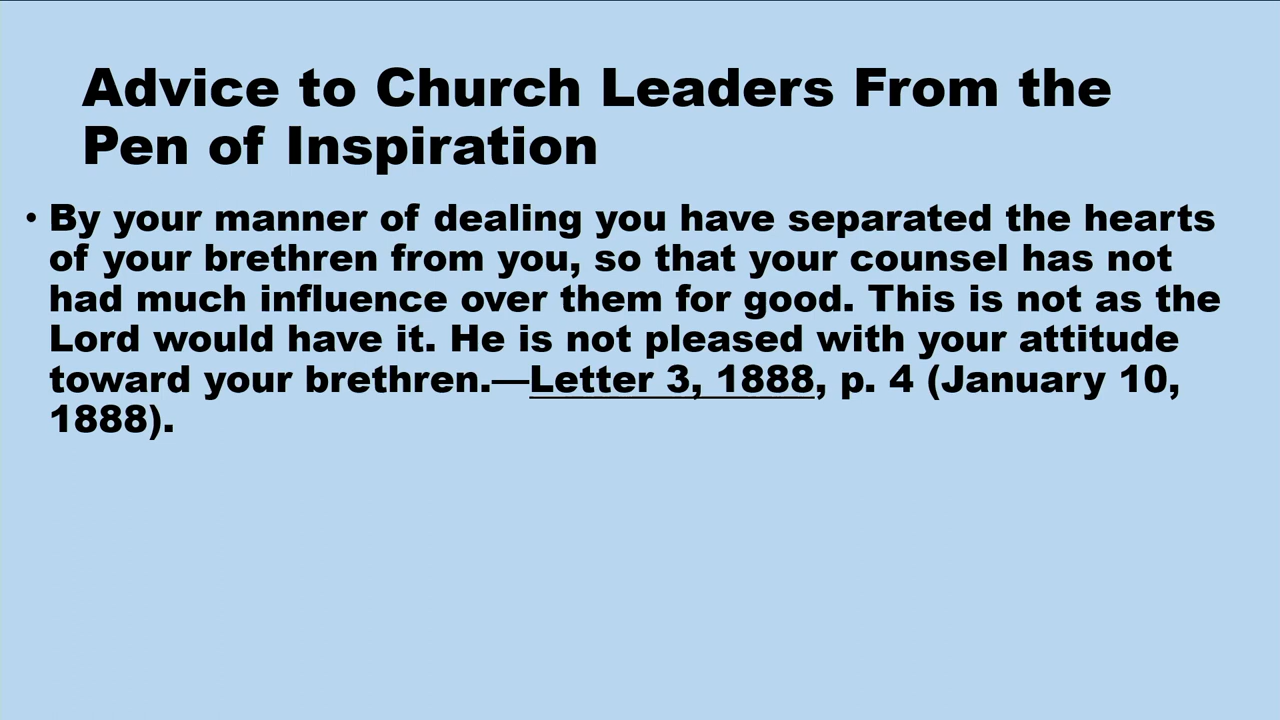 Advice to Church Leaders From the
Pen of Inspiration
• By your manner of dealing you have separated the hearts
of your brethren from you, so that your counsel has not
had much influence over them for good. This is not as the
Lord would have it. He is not pleased with your attitude
toward your brethren.—Letter 3, 1888, p. 4 (January 10,
1888).